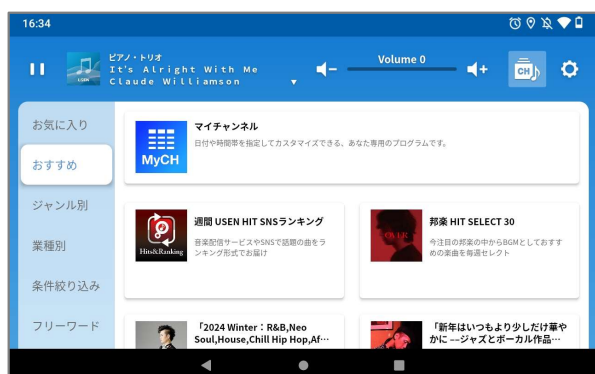 16:34
ピアノ・トリオ
It's Alright With Me
Claude Williamson
Volume 0
CH
USEN
お気に入り
おすすめ
ジャンル別
業種別
条件絞り込み
フリーワード
MyCH
マイチャンネル
日付や時間帯を指定してカスタマイズできる、あなた専用のプログラムです。
Hits&Ranking
週間 USEN HIT SNSランキング
音楽配信サービスやSNSで話題の曲をラ
ンキング形式でお届け
邦楽 HIT SELECT 30
今注目の邦楽の中からBGMとしておすす
めの楽曲を毎週セレクト
「2024 Winter：R&B,Neo
Soul,House,Chill Hip Hop,Af…
「新年はいつもより少しだけ華や
かに ––ジャズとボーカル作品…